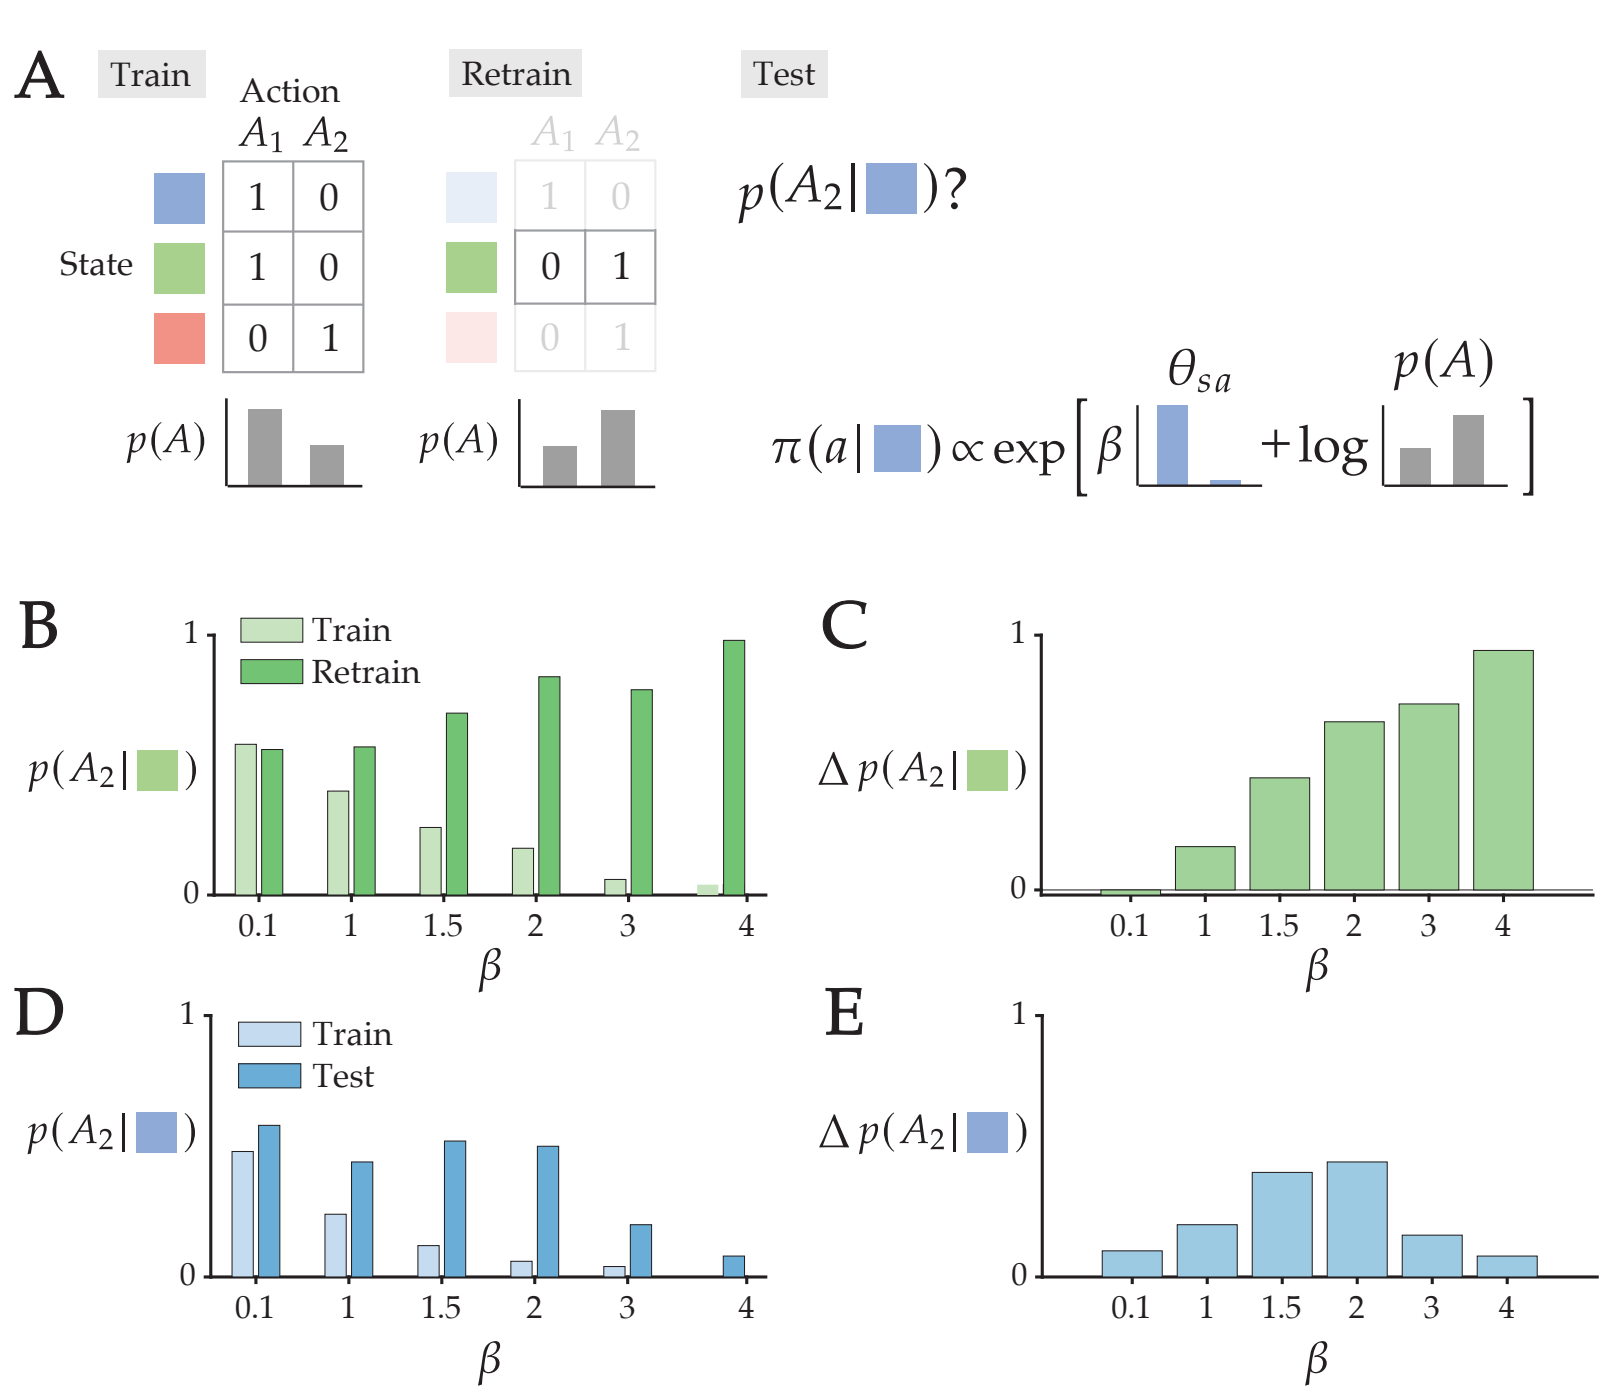 A
Train
Retrain
Test
Action
A₁ A₂
A₁ A₂
1 0
1 0
p(A₂| )?
State
1 0
0 1
0 1
0 1
θₛₐ
p(A)
p(A)
p(A)
π(a| ) ∝ exp [ β + log ]
B
1
Train
Retrain
p(A₂| )
0
0.1 1 1.5 2 3 4
β
C
1
Δ p(A₂| )
0
0.1 1 1.5 2 3 4
β
D
1
Train
Test
p(A₂| )
0
0.1 1 1.5 2 3 4
β
E
1
Δ p(A₂| )
0
0.1 1 1.5 2 3 4
β